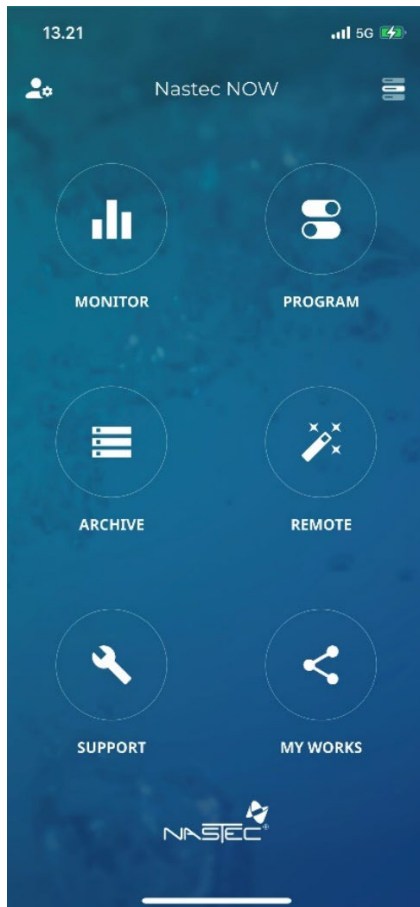 13.21 5G
Nastec NOW
MONITOR PROGRAM
ARCHIVE REMOTE
SUPPORT MY WORKS
NASTEC®